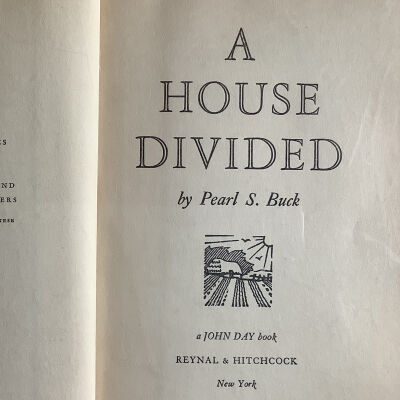 A
HOUSE
DIVIDED
by Pearl S. Buck
a JOHN DAY book
REYNAL & HITCHCOCK
New York